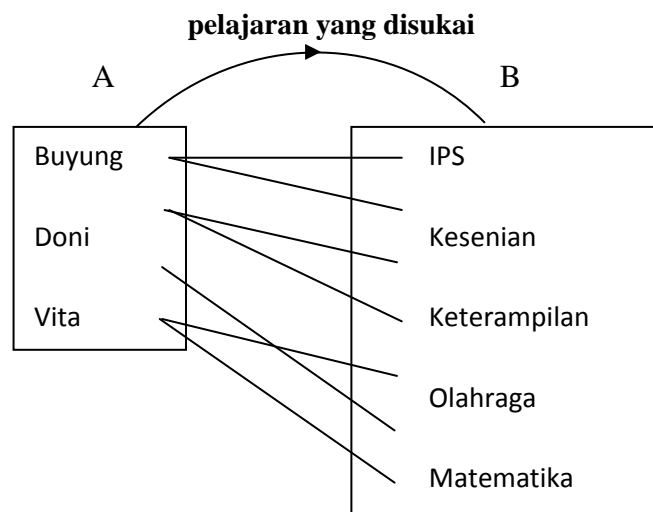 pelajaran yang disukai
A B
Buyung IPS
Doni Kesenian
Vita Keterampilan
Olahraga
Matematika